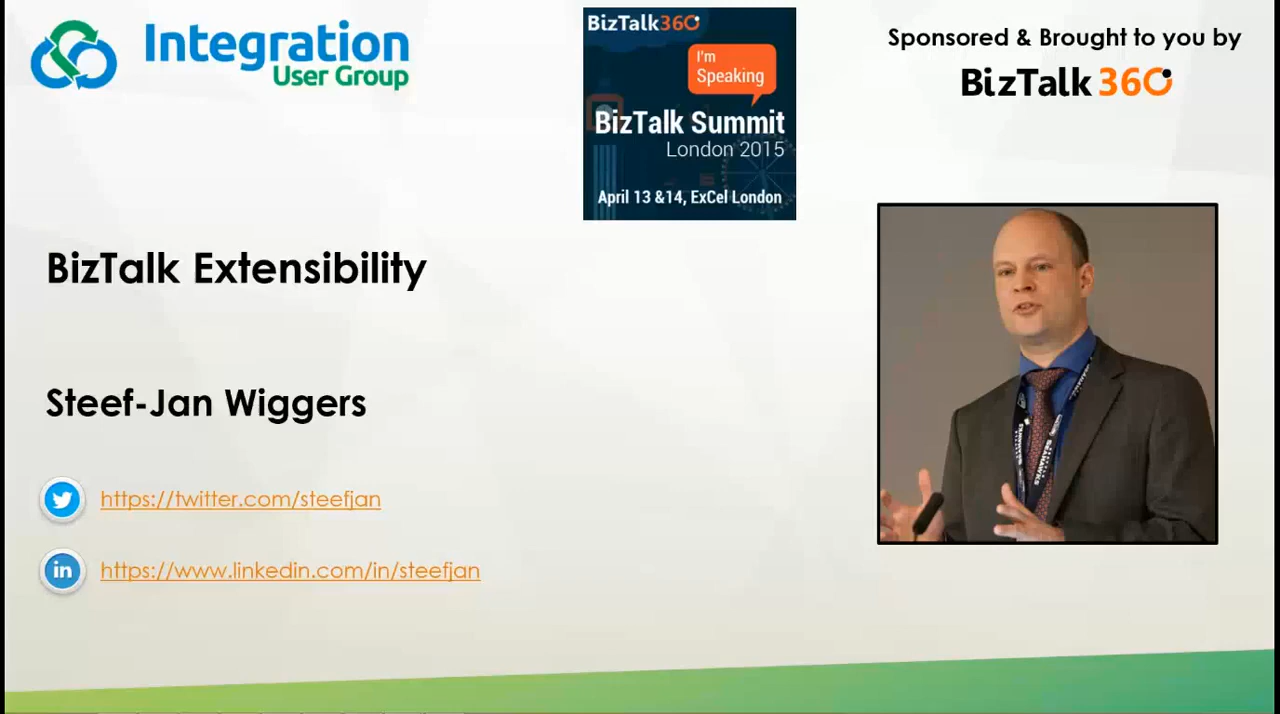 Integration
User Group
BizTalk360
I'm
Speaking
BizTalk Summit
London 2015
April 13 &14, ExCel London
Sponsored & Brought to you by
BizTalk 360
BizTalk Extensibility
Steef-Jan Wiggers
https://twitter.com/steefjan
in
https://www.linkedin.com/in/steefjan